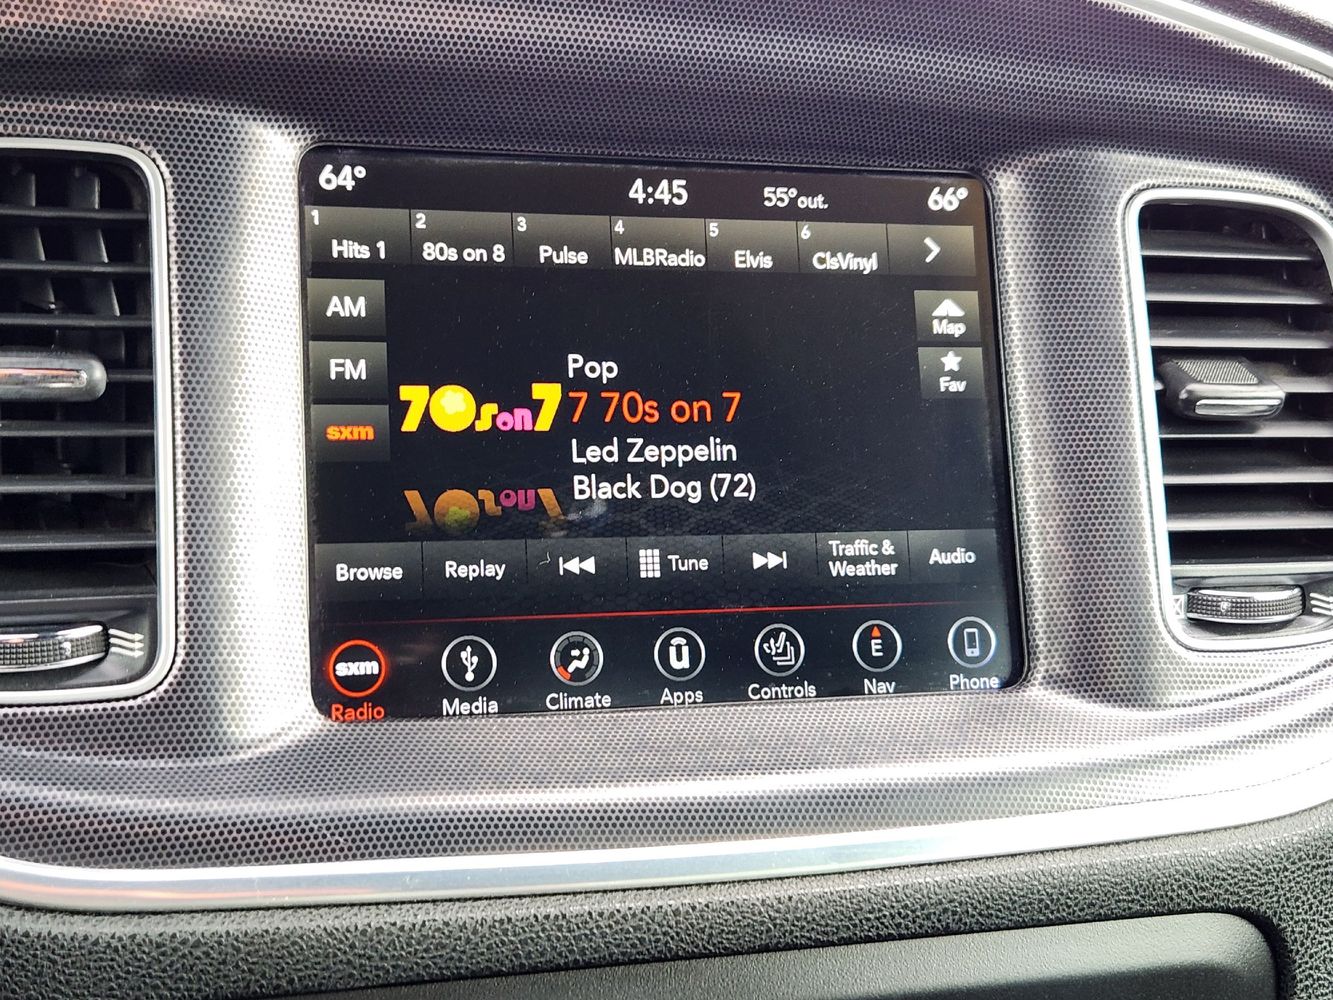 64° 4:45 55° out. 66°
1 Hits 1 2 80s on 8 3 Pulse 4 MLBRadio 5 Elvis 6 ClsVinyl
AM
FM
sxm
70s on 7
Pop
7 70s on 7
Led Zeppelin
Black Dog (72)
Map
Fav
Browse Replay Tune Traffic & Weather Audio
sxm E
Radio Media Climate Apps Controls Nav Phone